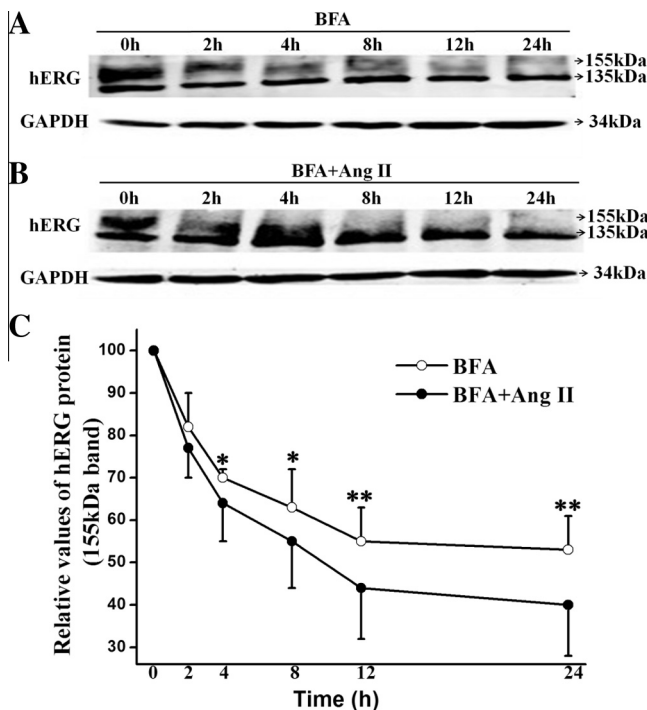 A
BFA
0h 2h 4h 8h 12h 24h
hERG
155kDa
135kDa
GAPDH
34kDa
B
BFA+Ang II
0h 2h 4h 8h 12h 24h
hERG
155kDa
135kDa
GAPDH
34kDa
C
Relative values of hERG protein
(155kDa band)
100
90
80
70
60
50
40
30
BFA
BFA+Ang II
* * ** **
0 2 4 8 12 24
Time (h)